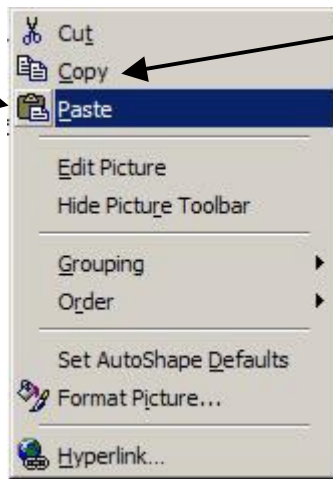 Cut
Copy
Paste
Edit Picture
Hide Picture Toolbar
Grouping
Order
Set AutoShape Defaults
Format Picture...
Hyperlink...